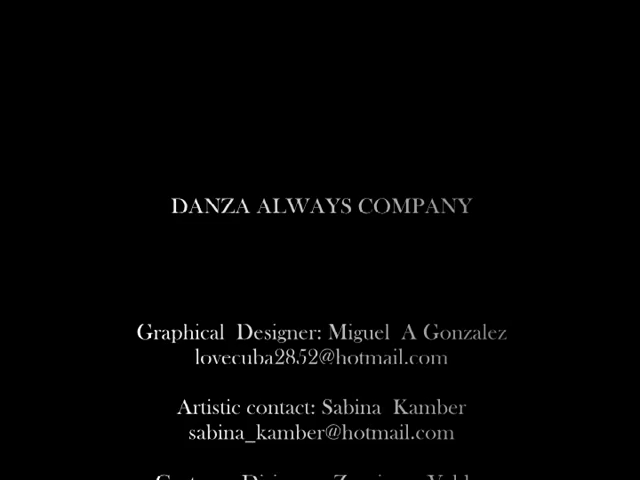 DANZA ALWAYS COMPANY
Graphical Designer: Miguel A Gonzalez
lovecuba2852@hotmail.com
Artistic contact: Sabina Kamber
sabina_kamber@hotmail.com